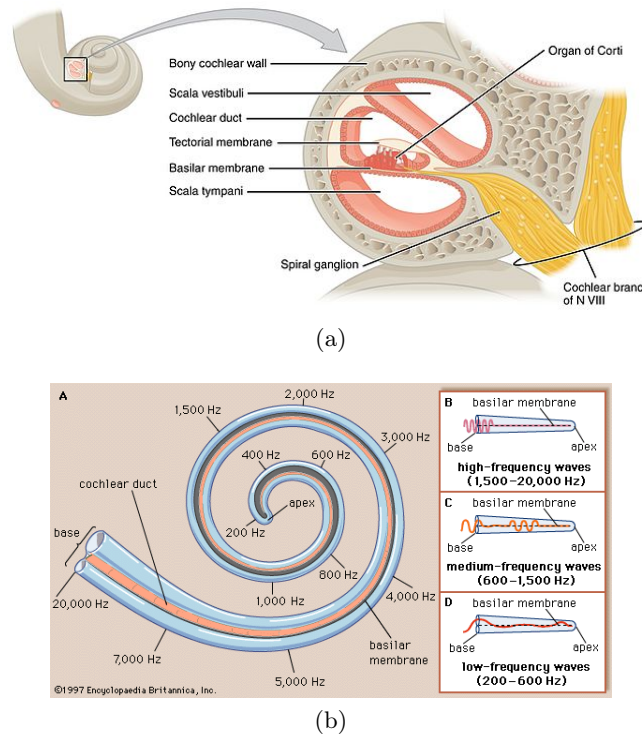 Bony cochlear wall
Scala vestibuli
Cochlear duct
Tectorial membrane
Basilar membrane
Scala tympani
Organ of Corti
Spiral ganglion
Cochlear branch
of N VIII
(a)
A
2,000 Hz
1,500 Hz
3,000 Hz
400 Hz
600 Hz
cochlear duct
apex
200 Hz
base
800 Hz
20,000 Hz
1,000 Hz
4,000 Hz
basilar
membrane
7,000 Hz
5,000 Hz
©1997 Encyclopaedia Britannica, Inc.
B
basilar membrane
base
apex
high-frequency waves
(1,500–20,000 Hz)
C
basilar membrane
base
apex
medium-frequency waves
(600–1,500 Hz)
D
basilar membrane
base
apex
low-frequency waves
(200–600 Hz)
(b)